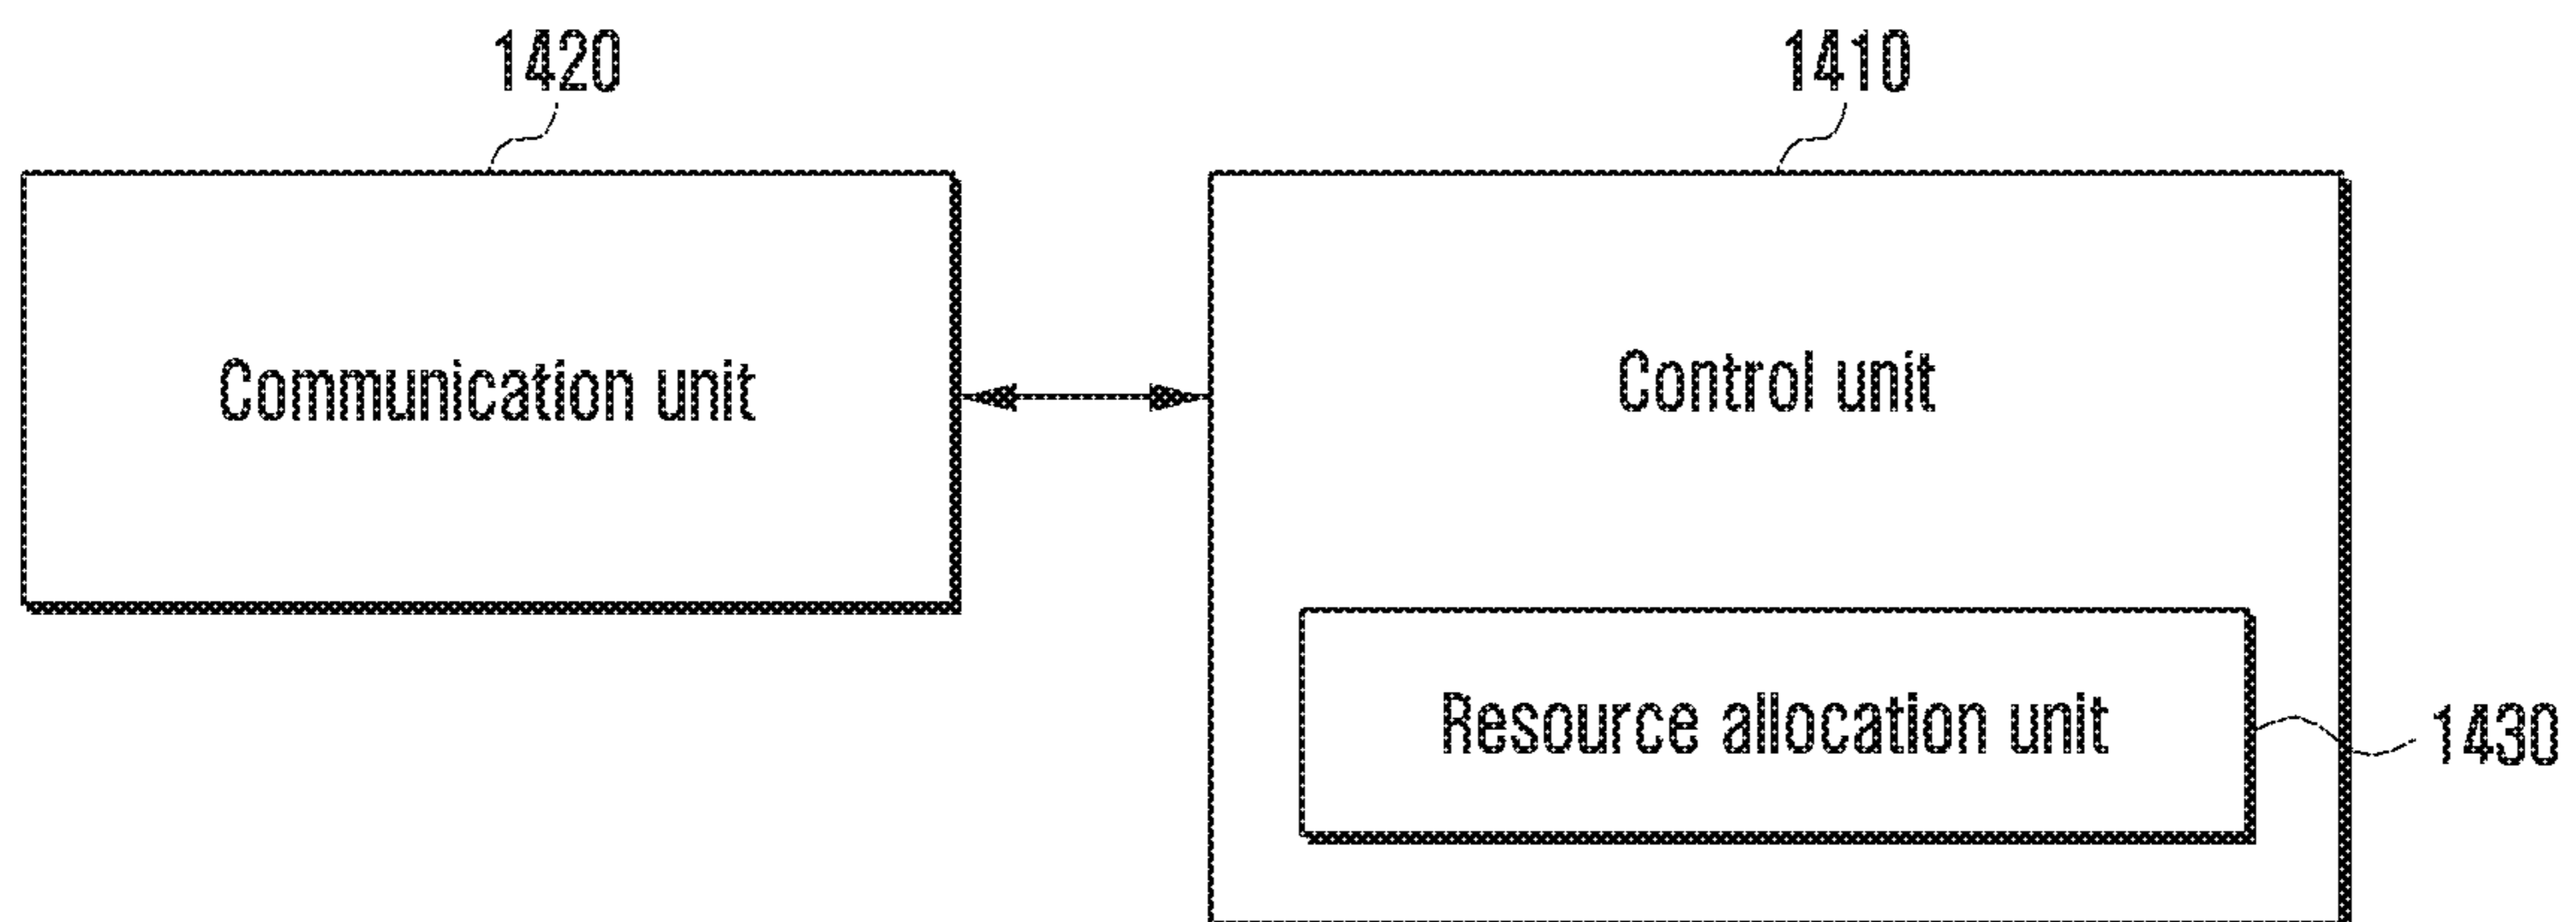 1420
1410
Communication unit
Control unit
Resource allocation unit
1430